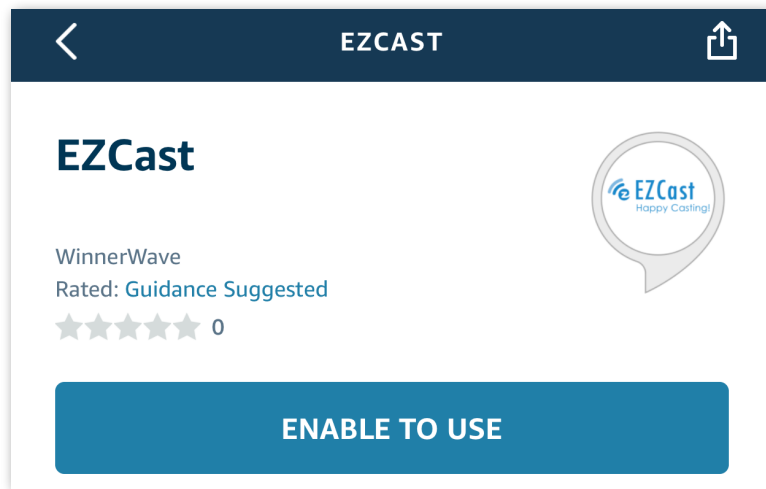 EZCAST
EZCast
EZCast
Happy Casting!
WinnerWave
Rated: Guidance Suggested
0
ENABLE TO USE